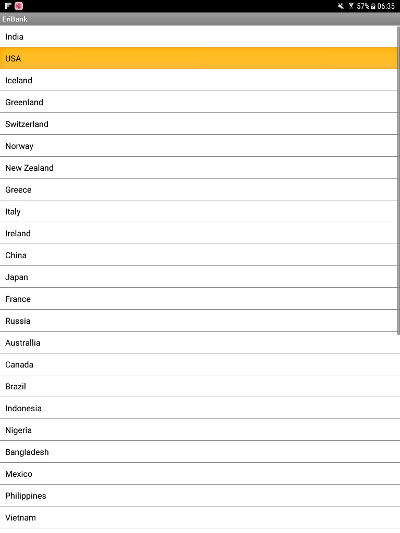 57% 06:35
EriBank
India
USA
Iceland
Greenland
Switzerland
Norway
New Zealand
Greece
Italy
Ireland
China
Japan
France
Russia
Australlia
Canada
Brazil
Indonesia
Nigeria
Bangladesh
Mexico
Philippines
Vietnam